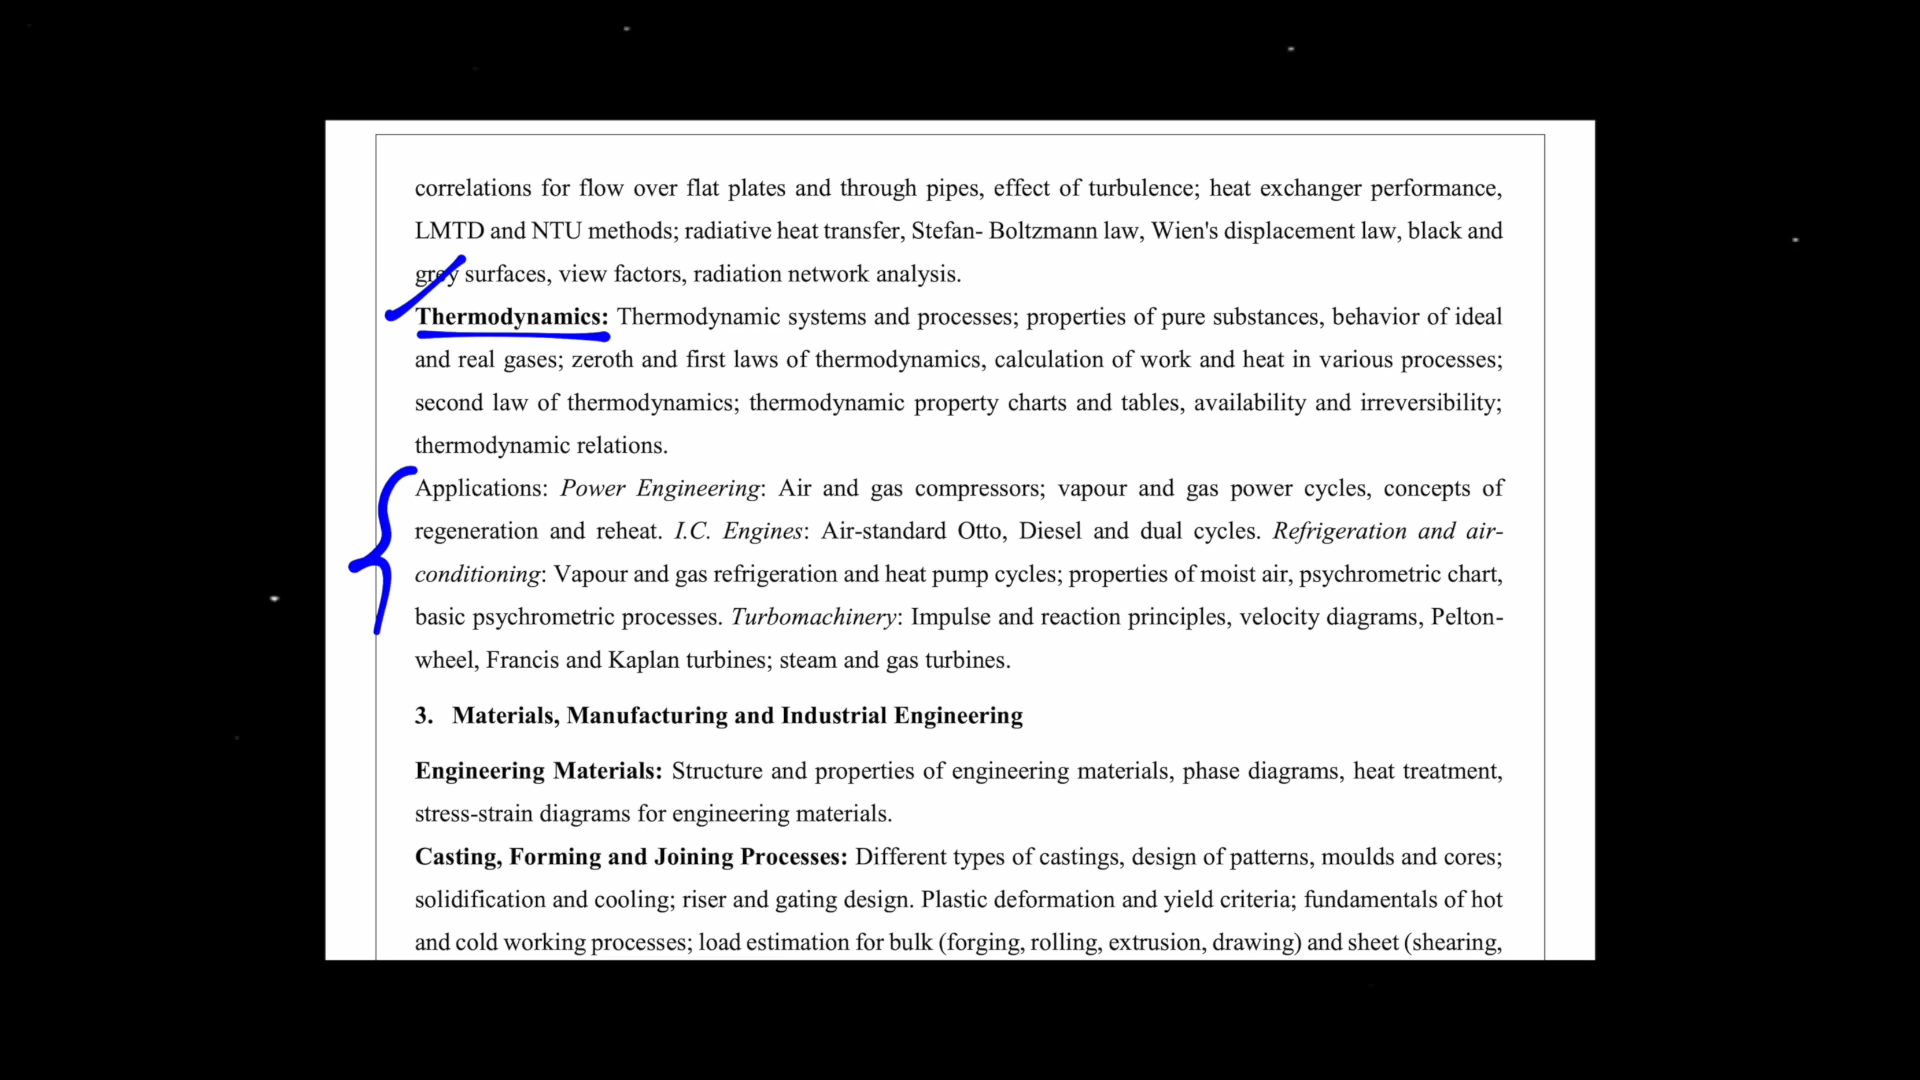 correlations for flow over flat plates and through pipes, effect of turbulence; heat exchanger performance,
LMTD and NTU methods; radiative heat transfer, Stefan- Boltzmann law, Wien's displacement law, black and
grey surfaces, view factors, radiation network analysis.
Thermodynamics: Thermodynamic systems and processes; properties of pure substances, behavior of ideal
and real gases; zeroth and first laws of thermodynamics, calculation of work and heat in various processes;
second law of thermodynamics; thermodynamic property charts and tables, availability and irreversibility;
thermodynamic relations.
Applications: Power Engineering: Air and gas compressors; vapour and gas power cycles, concepts of
regeneration and reheat. I.C. Engines: Air-standard Otto, Diesel and dual cycles. Refrigeration and air-
conditioning: Vapour and gas refrigeration and heat pump cycles; properties of moist air, psychrometric chart,
basic psychrometric processes. Turbomachinery: Impulse and reaction principles, velocity diagrams, Pelton-
wheel, Francis and Kaplan turbines; steam and gas turbines.
3. Materials, Manufacturing and Industrial Engineering
Engineering Materials: Structure and properties of engineering materials, phase diagrams, heat treatment,
stress-strain diagrams for engineering materials.
Casting, Forming and Joining Processes: Different types of castings, design of patterns, moulds and cores;
solidification and cooling; riser and gating design. Plastic deformation and yield criteria; fundamentals of hot
and cold working processes; load estimation for bulk (forging, rolling, extrusion, drawing) and sheet (shearing,